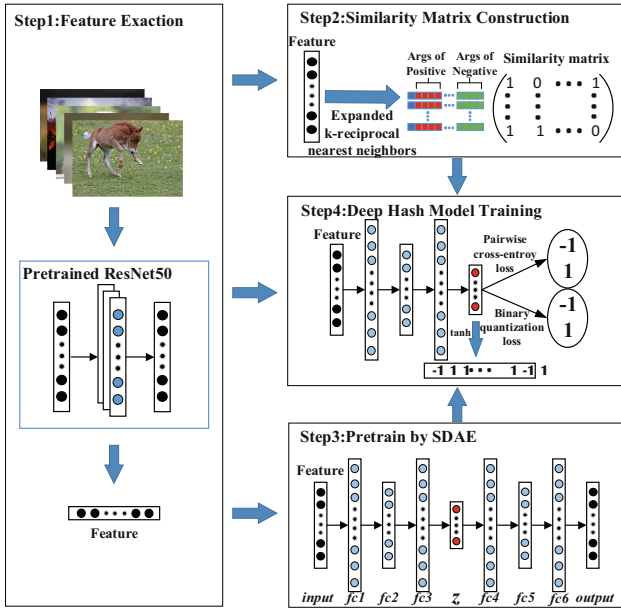 Step1:Feature Exaction
Pretrained ResNet50
Feature
Step2:Similarity Matrix Construction
Feature
Args of
Positive
Args of
Negative
Similarity matrix
Expanded
k-reciprocal
nearest neighbors
1 0 1
1 1 0
Step4:Deep Hash Model Training
Feature
Pairwise
cross-entroy
loss
-1
1
Binary
quantization
loss
-1
1
tanh
-1 1 1 ••• 1 -1 1
Step3:Pretrain by SDAE
Feature
input fc1 fc2 fc3 z fc4 fc5 fc6 output